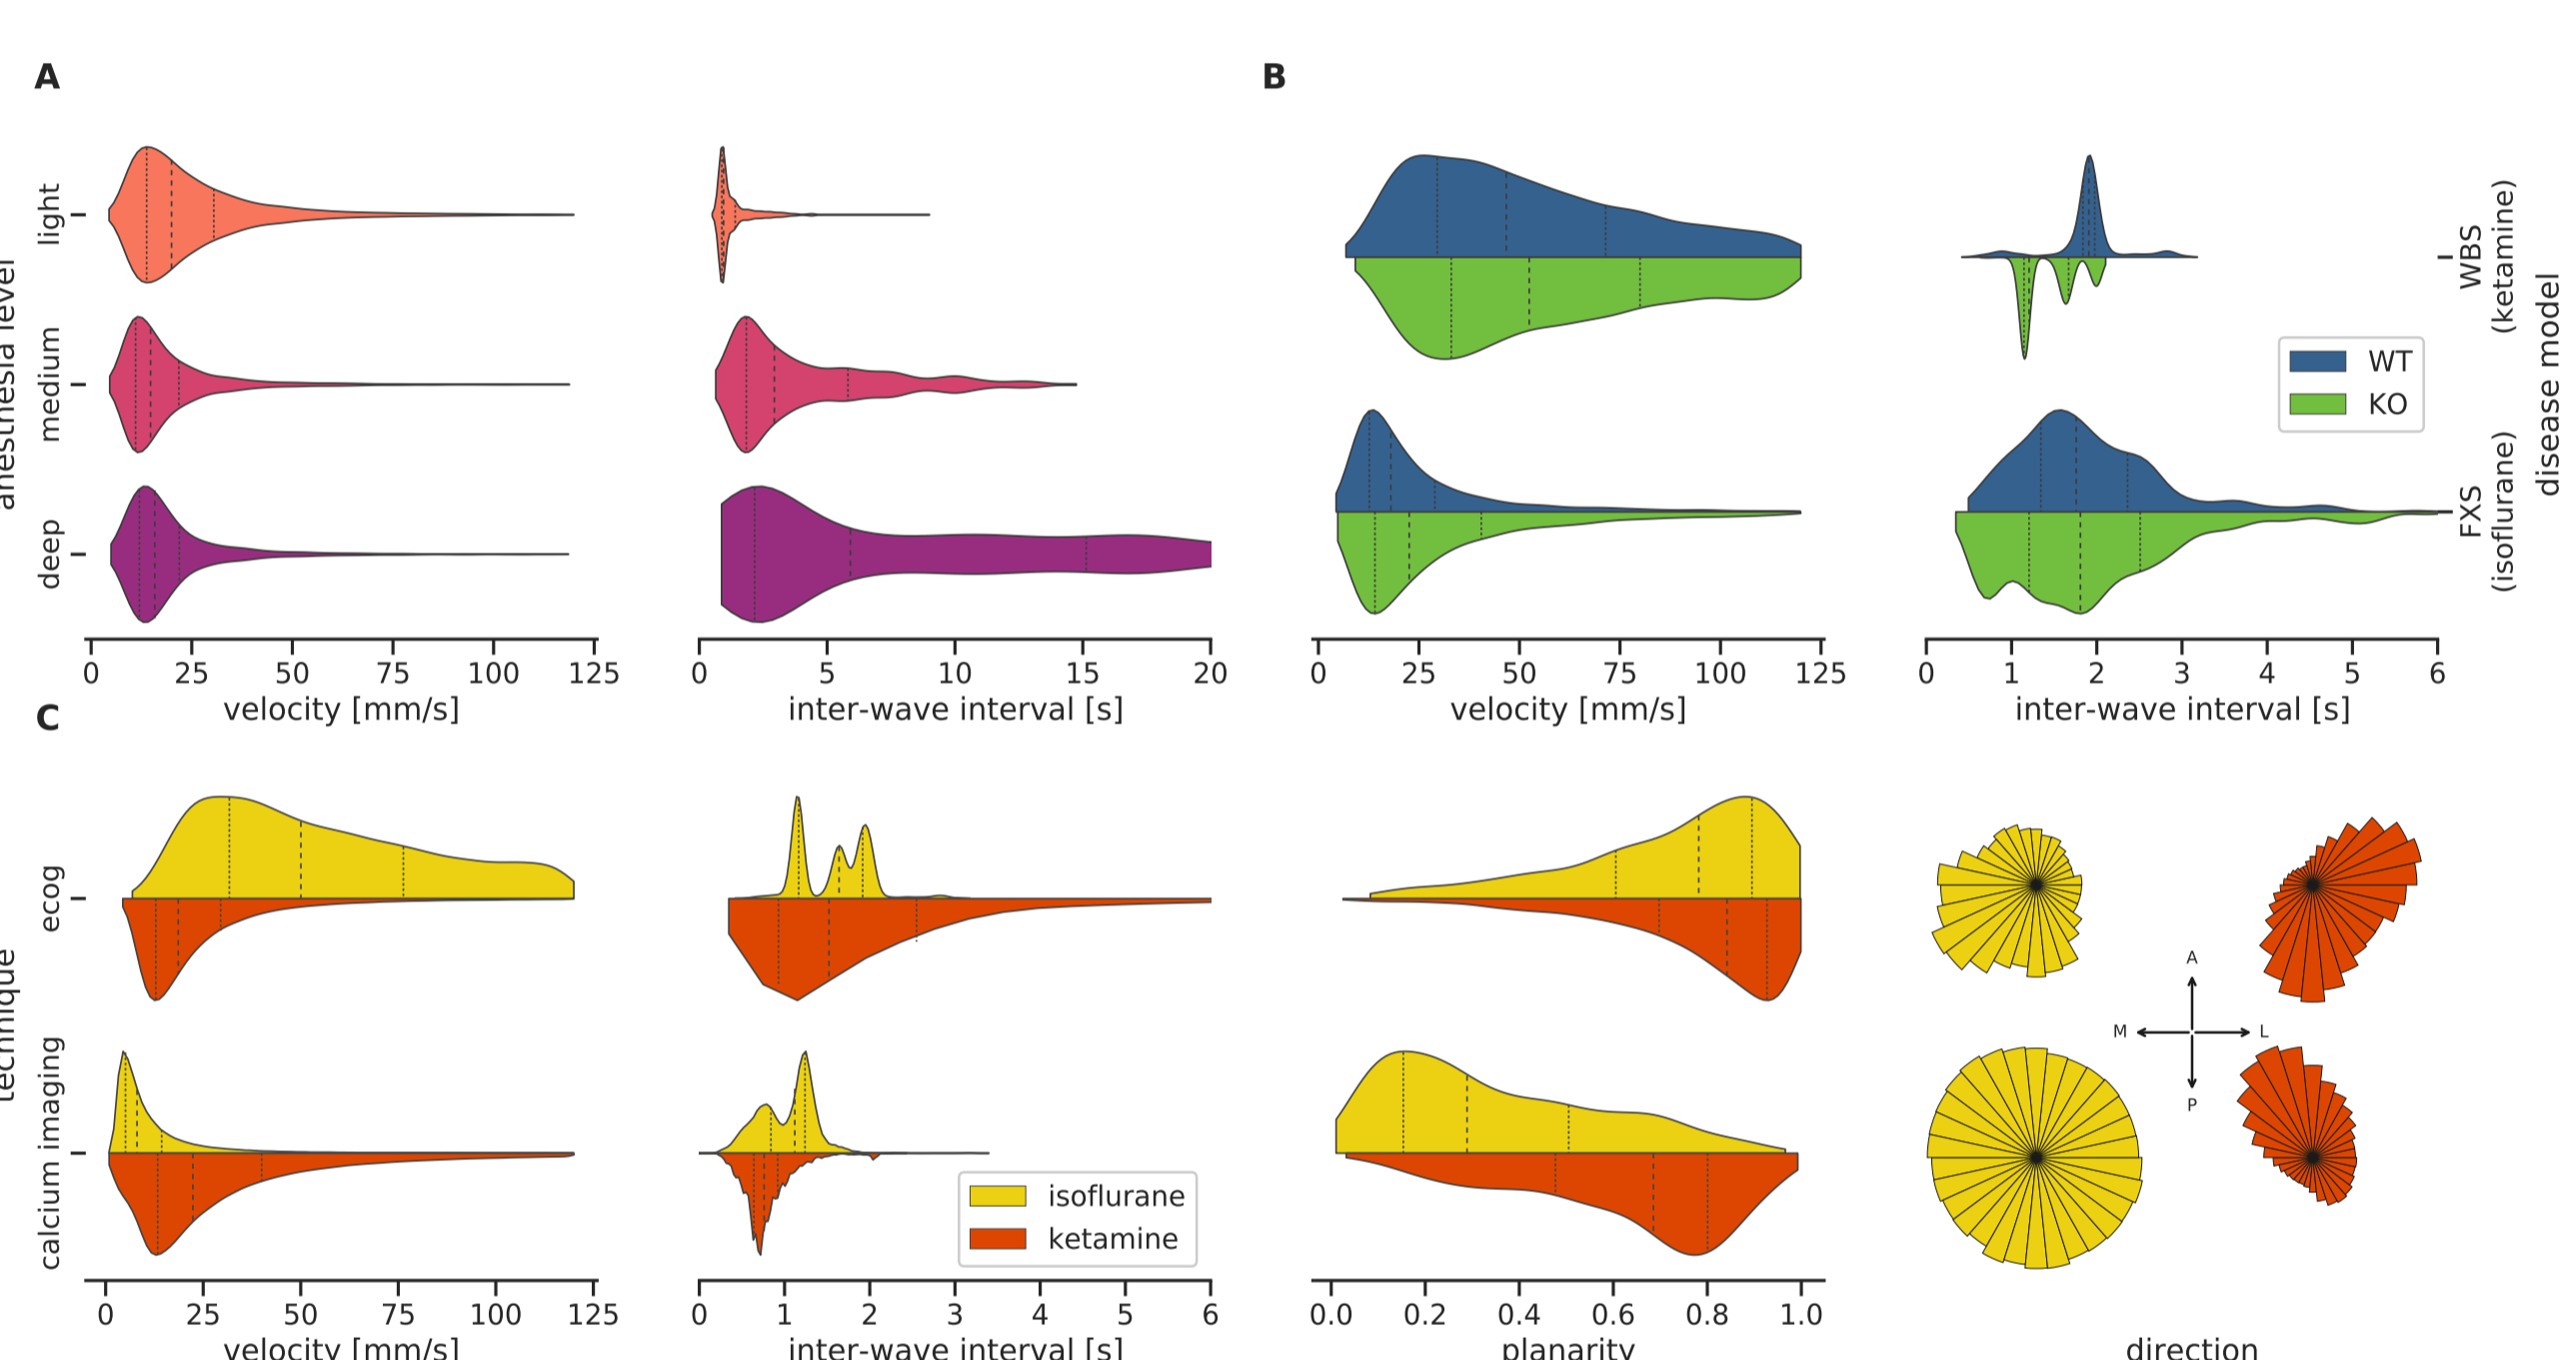 A
B
anesthesia level
light
medium
deep
0 25 50 75 100 125
velocity [mm/s]
0 5 10 15 20
inter-wave interval [s]
0 25 50 75 100 125
velocity [mm/s]
0 1 2 3 4 5 6
inter-wave interval [s]
WT
KO
WBS
(ketamine)
FXS
(isoflurane)
disease model
C
technique
ecog
calcium imaging
0 25 50 75 100 125
velocity [mm/s]
isoflurane
ketamine
0 1 2 3 4 5 6
inter-wave interval [s]
0.0 0.2 0.4 0.6 0.8 1.0
planarity
A
M L
P
direction